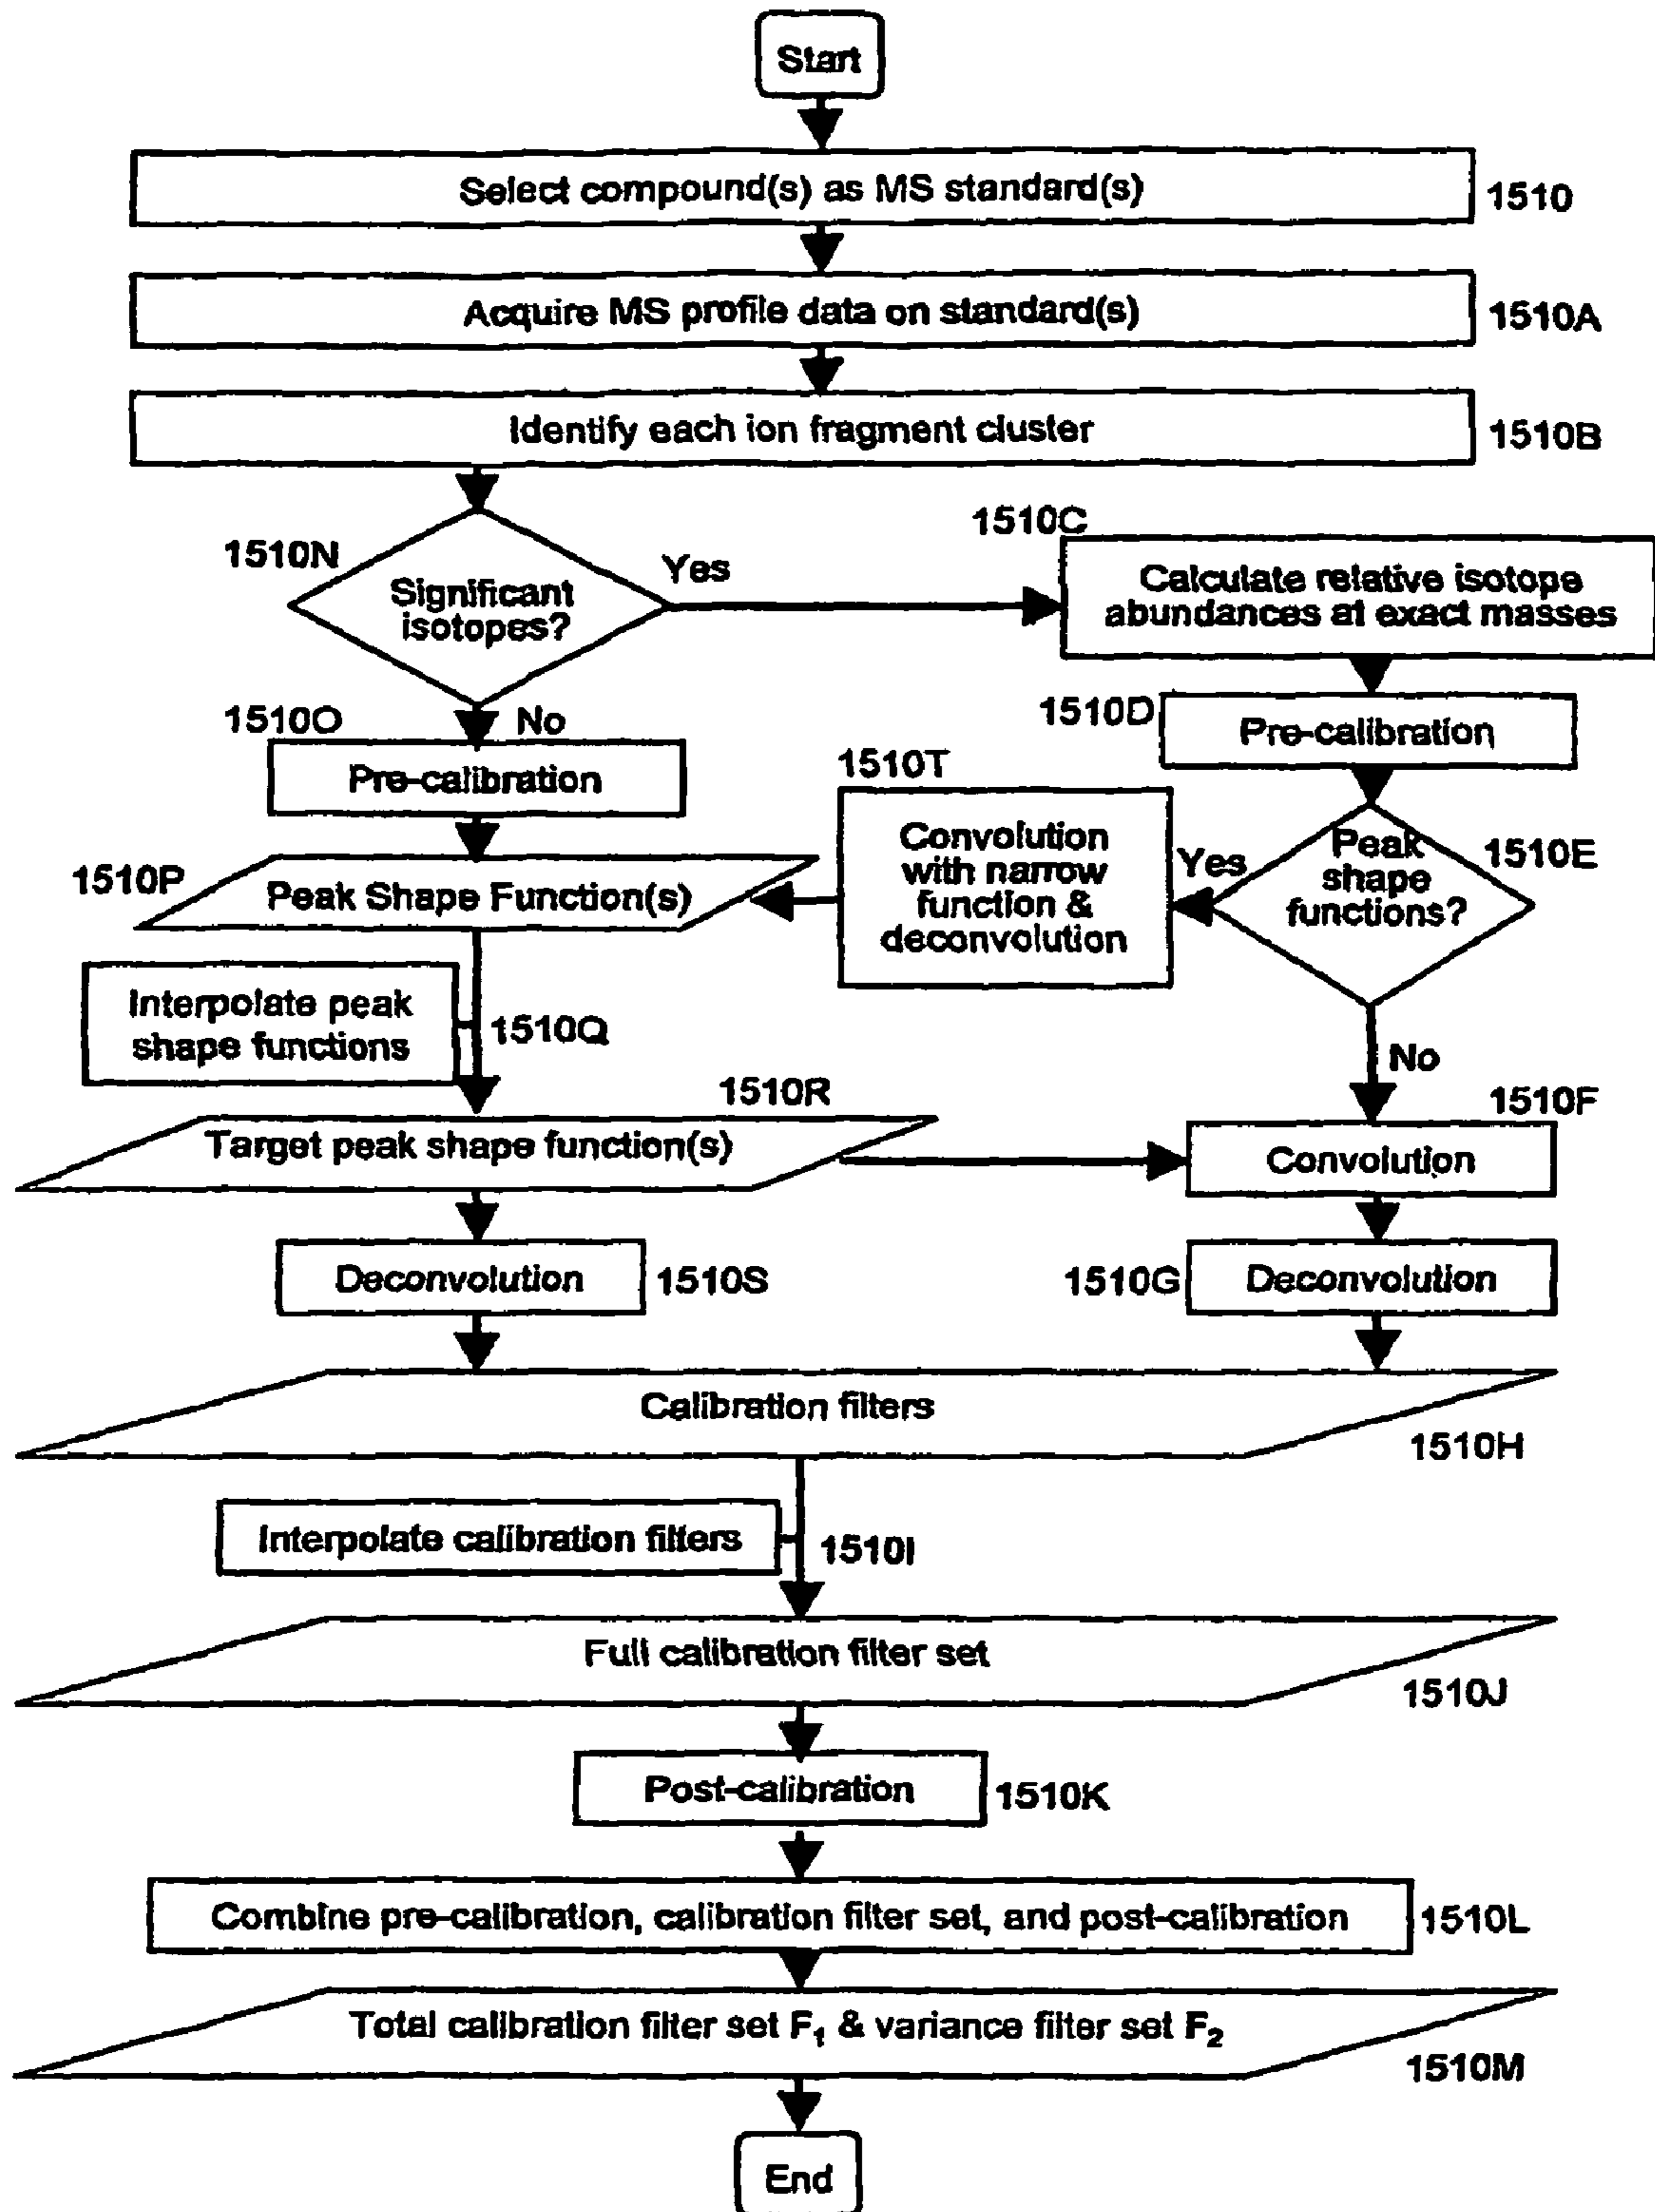 Start
Select compound(s) as MS standard(s)
1510
Acquire MS profile data on standard(s)
1510A
Identify each ion fragment cluster
1510B
1510N
Significant
isotopes?
Yes
1510C
Calculate relative isotope
abundances at exact masses
1510O
No
Pre-calibration
1510D
Pre-calibration
1510T
Convolution
with narrow
function &
deconvolution
Yes
Peak
shape
functions?
1510E
1510P
Peak Shape Function(s)
Interpolate peak
shape functions
1510Q
No
1510R
Target peak shape function(s)
1510F
Convolution
Deconvolution
1510S
1510G
Deconvolution
Calibration filters
1510H
Interpolate calibration filters
1510I
Full calibration filter set
1510J
Post-calibration
1510K
Combine pre-calibration, calibration filter set, and post-calibration
1510L
Total calibration filter set F₁ & variance filter set F₂
1510M
End